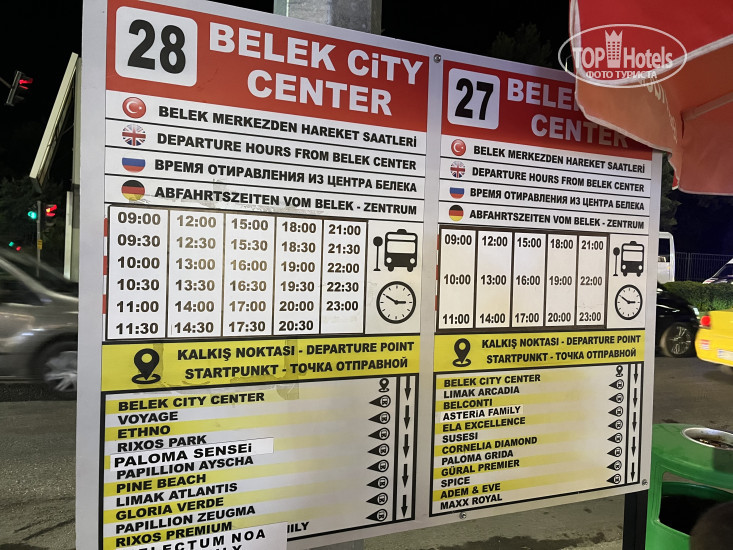 28
BELEK CiTY
CENTER
BELEK MERKEZDEN HAREKET SAATLERİ
DEPARTURE HOURS FROM BELEK CENTER
ВРЕМЯ ОТИРАВЛЕНИЯ ИЗ ЦЕНТРА БЕЛЕКА
ABFAHRTSZEITEN VOM BELEK - ZENTRUM
09:00 12:00 15:00 18:00 21:00
09:30 12:30 15:30 18:30 21:30
10:00 13:00 16:00 19:00 22:00
10:30 13:30 16:30 19:30 22:30
11:00 14:00 17:00 20:00 23:00
11:30 14:30 17:30 20:30
KALKIŞ NOKTASI - DEPARTURE POINT
STARTPUNKT - ТОЧКА ОТПРАВНОЙ
BELEK CITY CENTER
VOYAGE
ETHNO
RIXOS PARK
PALOMA SENSEi
PAPILLION AYSCHA
PINE BEACH
LIMAK ATLANTIS
GLORIA VERDE
PAPILLION ZEUGMA
RIXOS PREMIUM
27
BELEK
CENTER
BELEK MERKEZDEN HAREKET SAATLERİ
DEPARTURE HOURS FROM BELEK CENTER
ВРЕМЯ ОТИРАВЛЕНИЯ ИЗ ЦЕНТРА БЕЛЕКА
ABFAHRTSZEITEN VOM BELEK - ZENTRUM
09:00 12:00 15:00 18:00 21:00
10:00 13:00 16:00 19:00 22:00
11:00 14:00 17:00 20:00 23:00
KALKIŞ NOKTASI - DEPARTURE POINT
STARTPUNKT - ТОЧКА ОТПРАВНОЙ
BELEK CITY CENTER
LIMAK ARCADIA
BELCONTI
ASTERiA FAMiLY
ELA EXCELLENCE
SUSESI
CORNELIA DIAMOND
PALOMA GRIDA
GÜRAL PREMIER
SPICE
ADEM & EVE
MAXX ROYAL
TOP Hotels
ФОТО ТУРИСТА